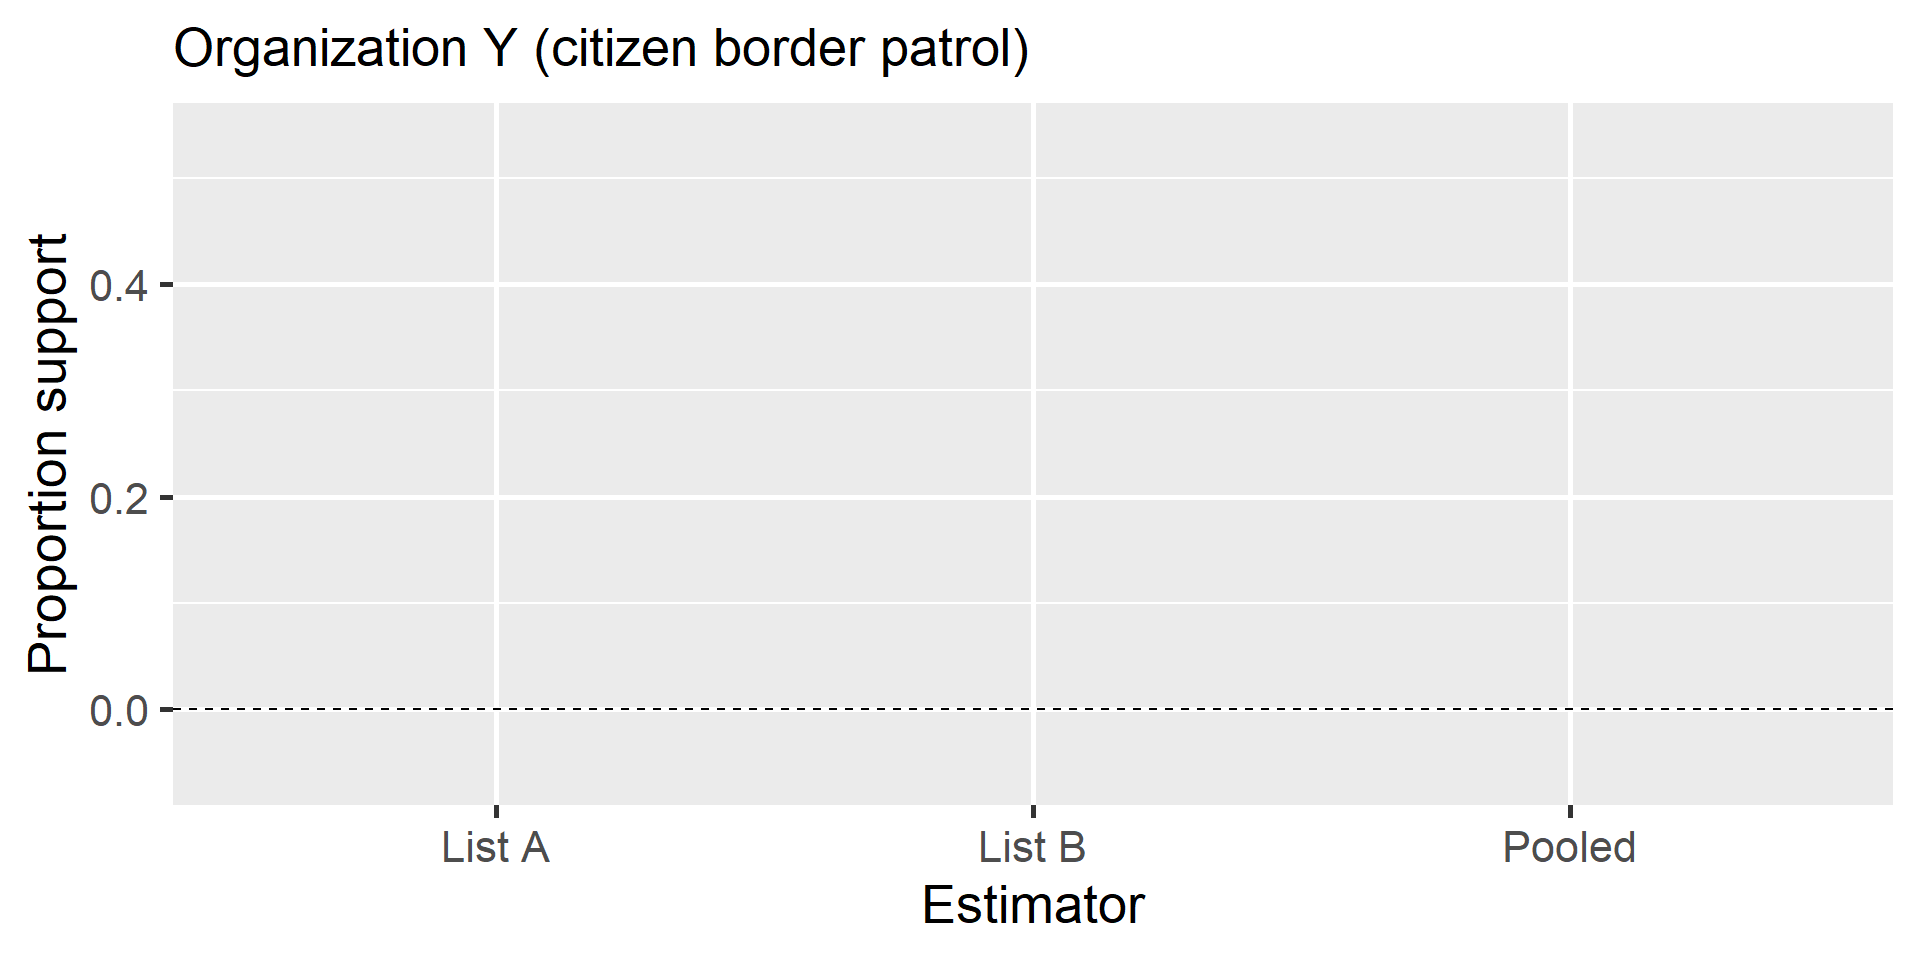 Organization Y (citizen border patrol)
Proportion support
0.4
0.2
0.0
List A List B Pooled
Estimator